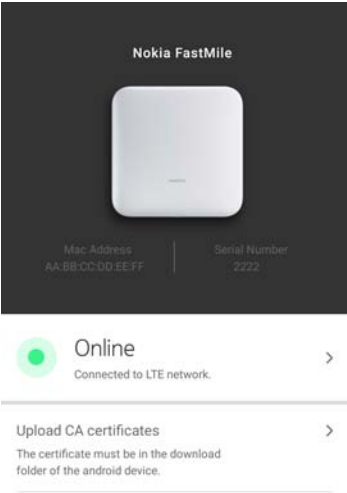 Nokia FastMile
Mac Address
Serial Number
AA:BB:CC:DD:EE:FF
2222
Online
Connected to LTE network.
Upload CA certificates
The certificate must be in the download
folder of the android device.